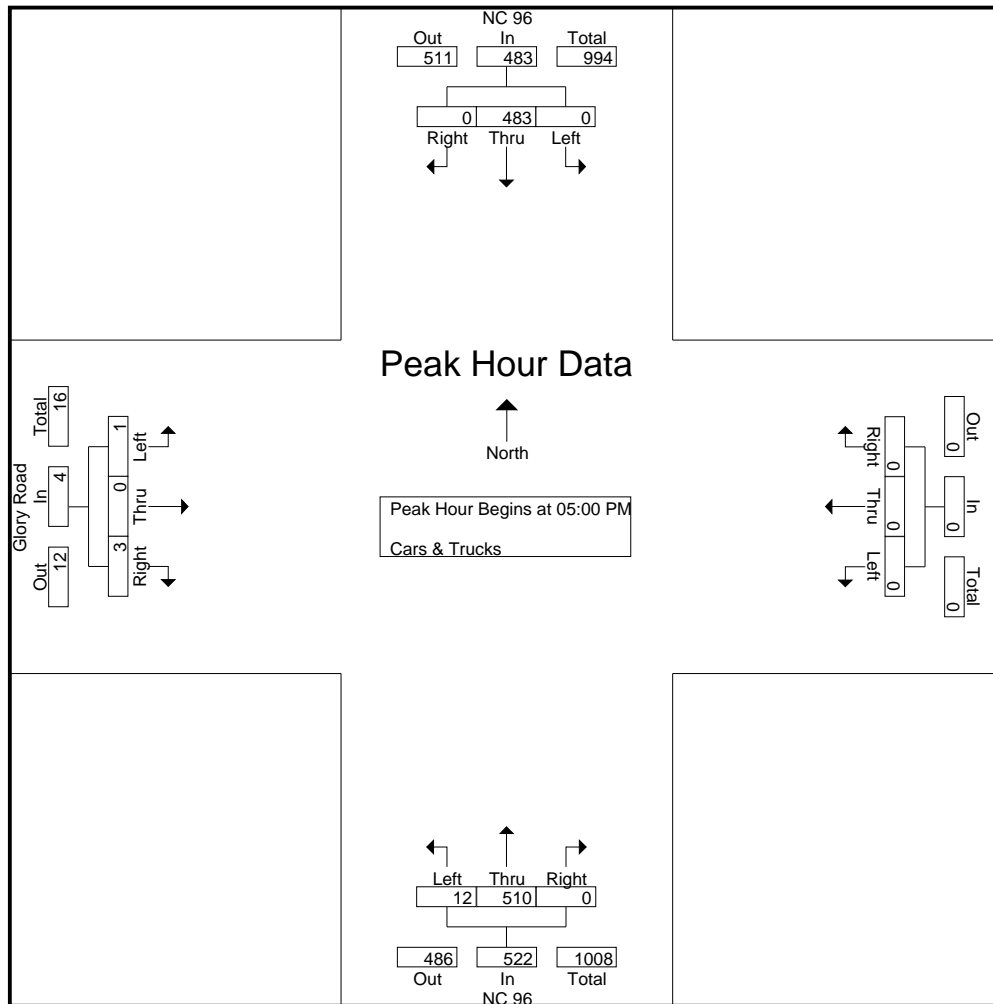 NC 96
Out In Total
511 483 994
0 483 0
Right Thru Left
Peak Hour Data
North
Peak Hour Begins at 05:00 PM
Cars & Trucks
Glory Road
Out In Total
12 4 16
Right Thru Left
3 0 1
Right Thru Left
0 0 0
Out In Total
0 0 0
Left Thru Right
12 510 0
486 522 1008
Out In Total
NC 96